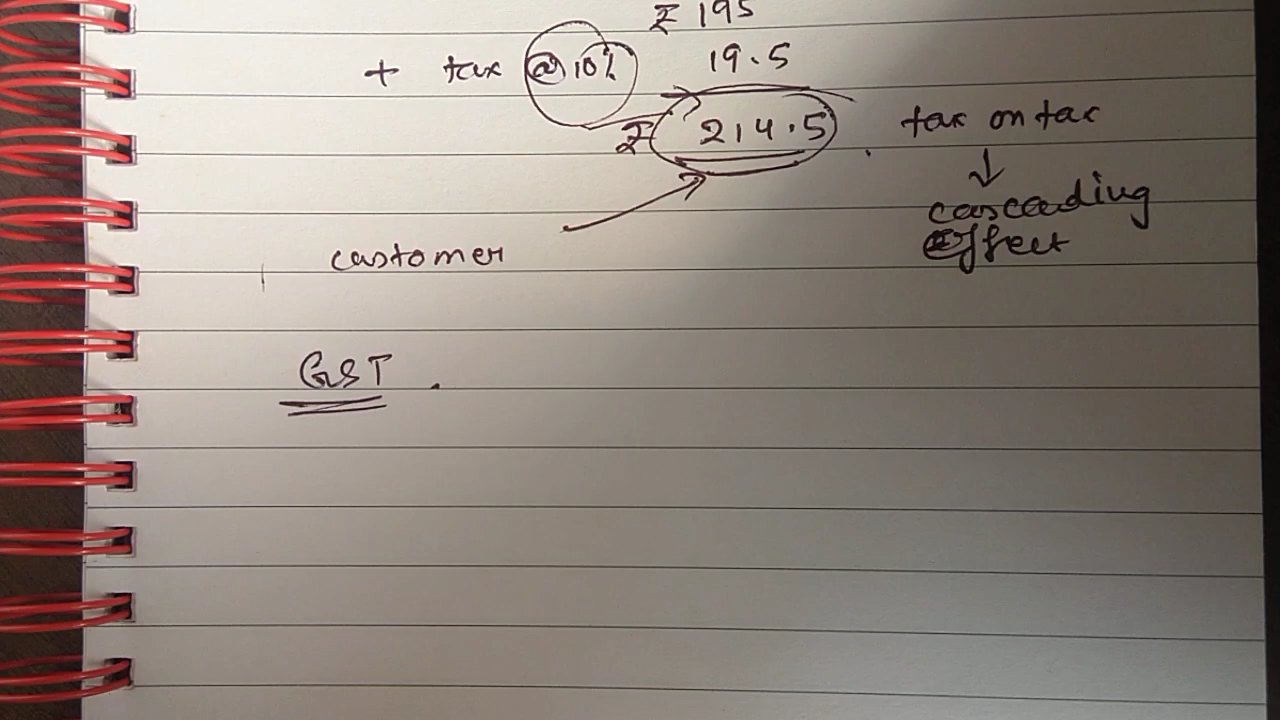 ₹ 195
+ tax @ 10% 19.5
₹ 214.5 tax on tax
cascading
effect
customer
GST.